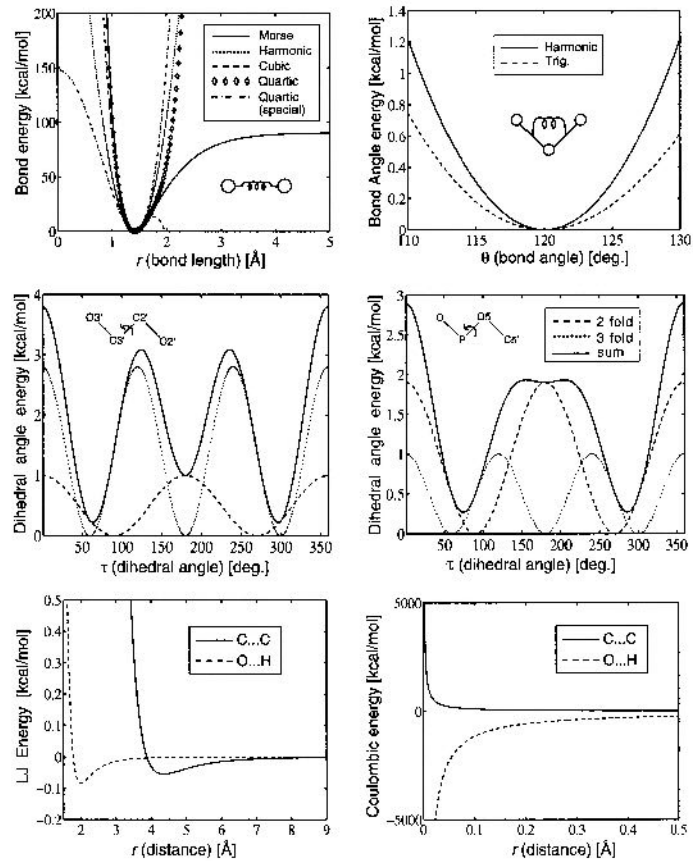 Bond energy [kcal/mol]
200
150
100
50
0
0 1 2 3 4 5
r (bond length) [Å]
Morse
Harmonic
Cubic
Quartic
Quartic
(special)
Bond Angle energy [kcal/mol]
1.4
1.2
1
0.8
0.6
0.4
0.2
0
110 120 130
θ (bond angle) [deg.]
Harmonic
Trig.
Dihedral angle energy [kcal/mol]
4
3
2
1
0
50 100 150 200 250 300 350
τ (dihedral angle) [deg.]
O3' C2'
C3' O2'
Dihedral angle energy [kcal/mol]
3
2.5
2
1.5
1
0.5
0
50 100 150 200 250 300 350
τ (dihedral angle) [deg.]
O O5'
P C5'
2 fold
3 fold
sum
LJ Energy [kcal/mol]
0.5
0.4
0.3
0.2
0.1
0
-0.1
-0.2
2 3 4 5 6 7 8 9
r (distance) [Å]
C...C
O...H
Coulombic energy [kcal/mol]
5000
0
-5000
0 0.1 0.2 0.3 0.4 0.5
r (distance) [Å]
C...C
O...H